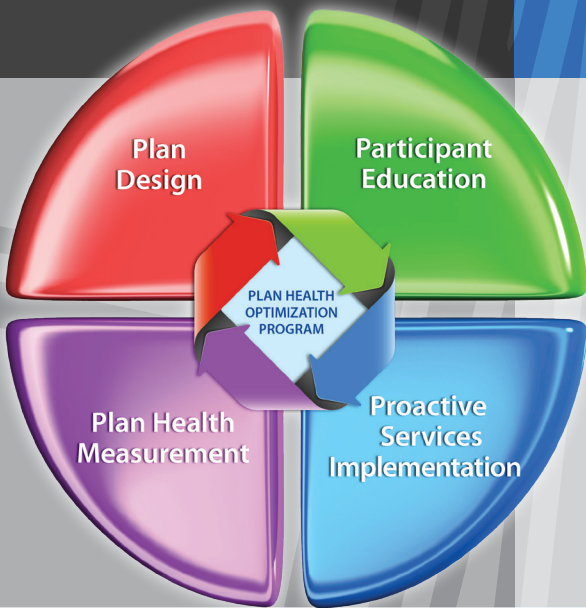 Plan
Design
Participant
Education
PLAN HEALTH
OPTIMIZATION
PROGRAM
Plan Health
Measurement
Proactive
Services
Implementation